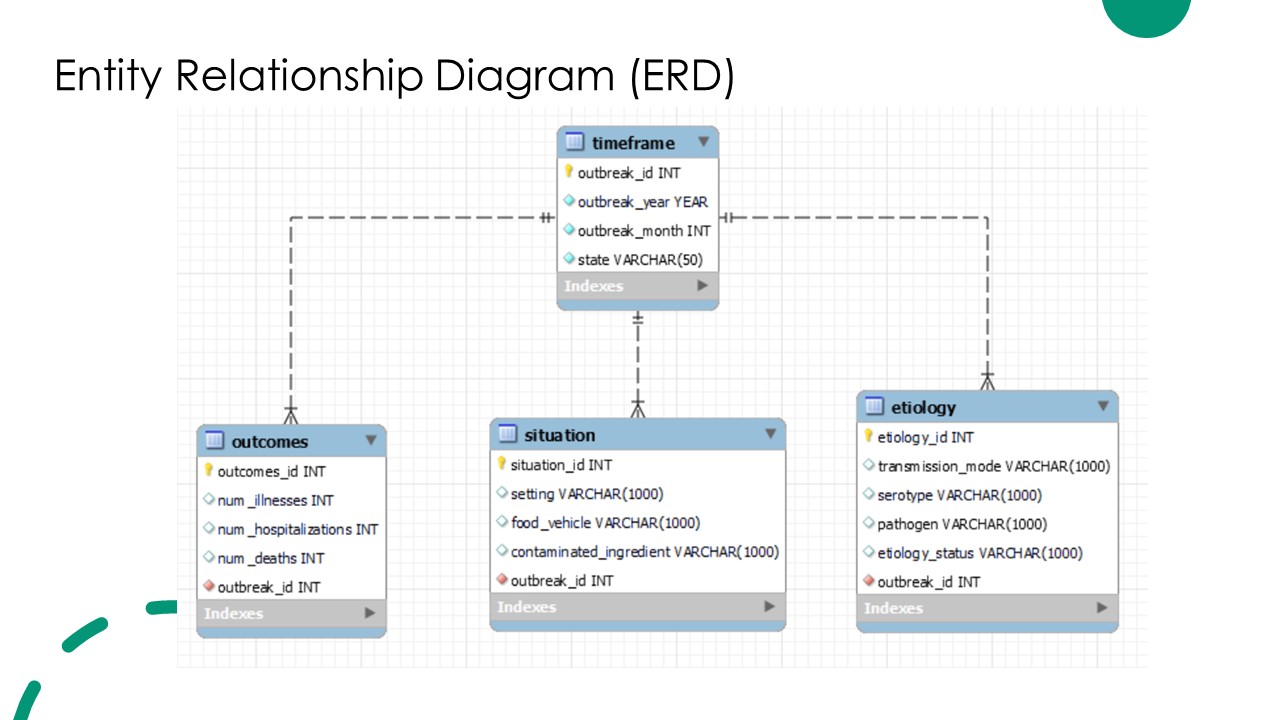 Entity Relationship Diagram (ERD)
timeframe
outbreak_id INT
outbreak_year YEAR
outbreak_month INT
state VARCHAR(50)
Indexes
outcomes
outcomes_id INT
num_illnesses INT
num_hospitalizations INT
num_deaths INT
outbreak_id INT
Indexes
situation
situation_id INT
setting VARCHAR(1000)
food_vehicle VARCHAR(1000)
contaminated_ingredient VARCHAR(1000)
outbreak_id INT
Indexes
etiology
etiology_id INT
transmission_mode VARCHAR(1000)
serotype VARCHAR(1000)
pathogen VARCHAR(1000)
etiology_status VARCHAR(1000)
outbreak_id INT
Indexes